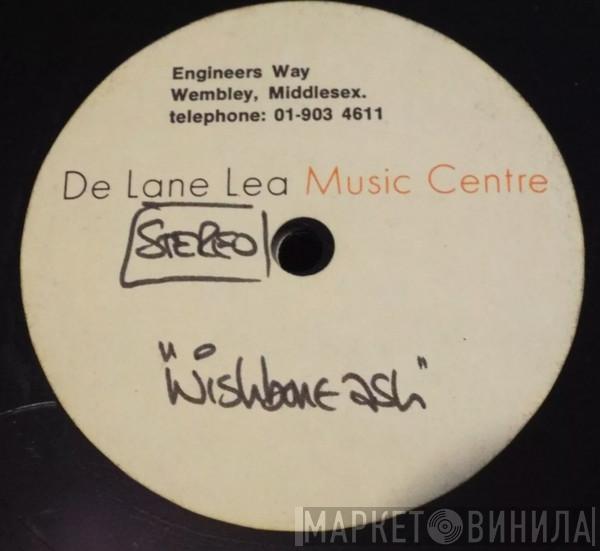 Engineers Way
Wembley, Middlesex.
telephone: 01-903 4611
De Lane Lea Music Centre
STEREO
"Wishbone ash"
МАРКЕТ ВИНИЛА